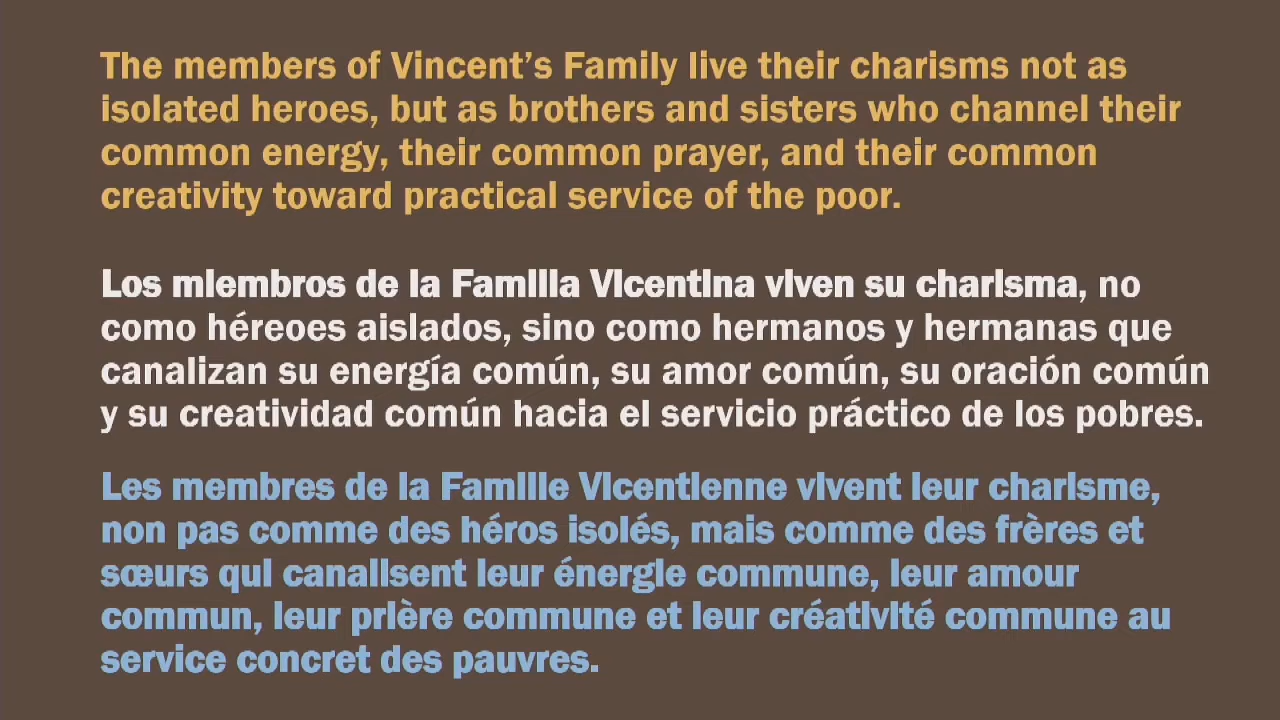 The members of Vincent’s Family live their charisms not as
isolated heroes, but as brothers and sisters who channel their
common energy, their common prayer, and their common
creativity toward practical service of the poor.
Los miembros de la Familia Vicentina viven su charisma, no
como héreoes aislados, sino como hermanos y hermanas que
canalizan su energía común, su amor común, su oración común
y su creatividad común hacia el servicio práctico de los pobres.
Les membres de la Famille Vicentienne vivent leur charisme,
non pas comme des héros isolés, mais comme des frères et
sœurs qui canalisent leur énergie commune, leur amour
commun, leur prière commune et leur créativité commune au
service concret des pauvres.